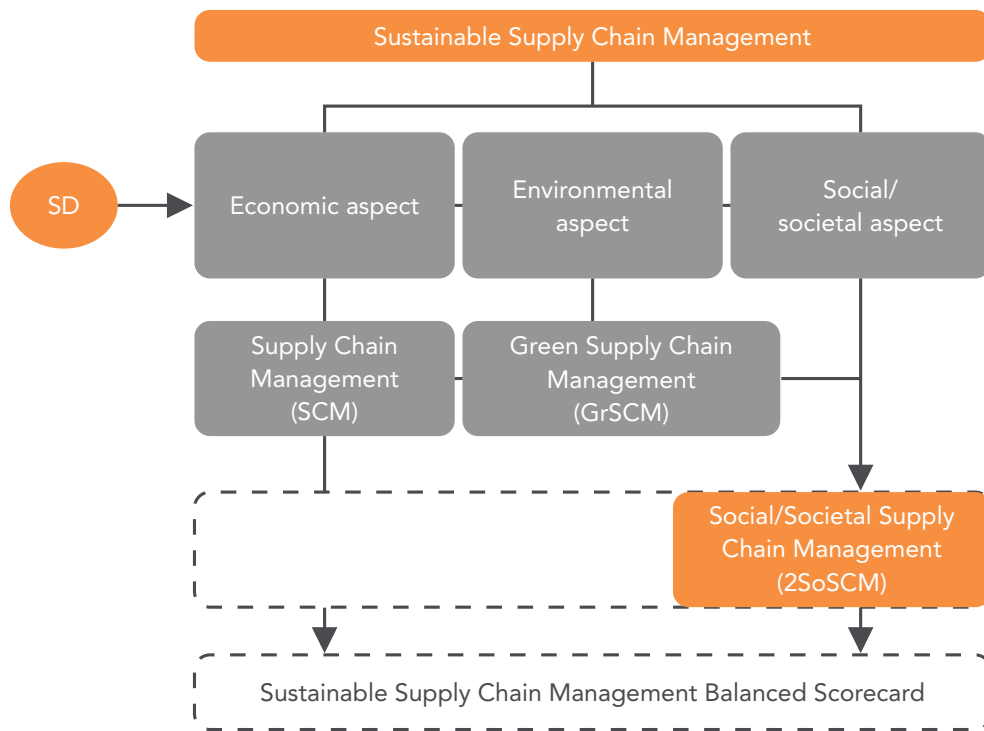 Sustainable Supply Chain Management
SD
Economic aspect
Environmental
aspect
Social/
societal aspect
Supply Chain
Management
(SCM)
Green Supply Chain
Management
(GrSCM)
Social/Societal Supply
Chain Management
(2SoSCM)
Sustainable Supply Chain Management Balanced Scorecard